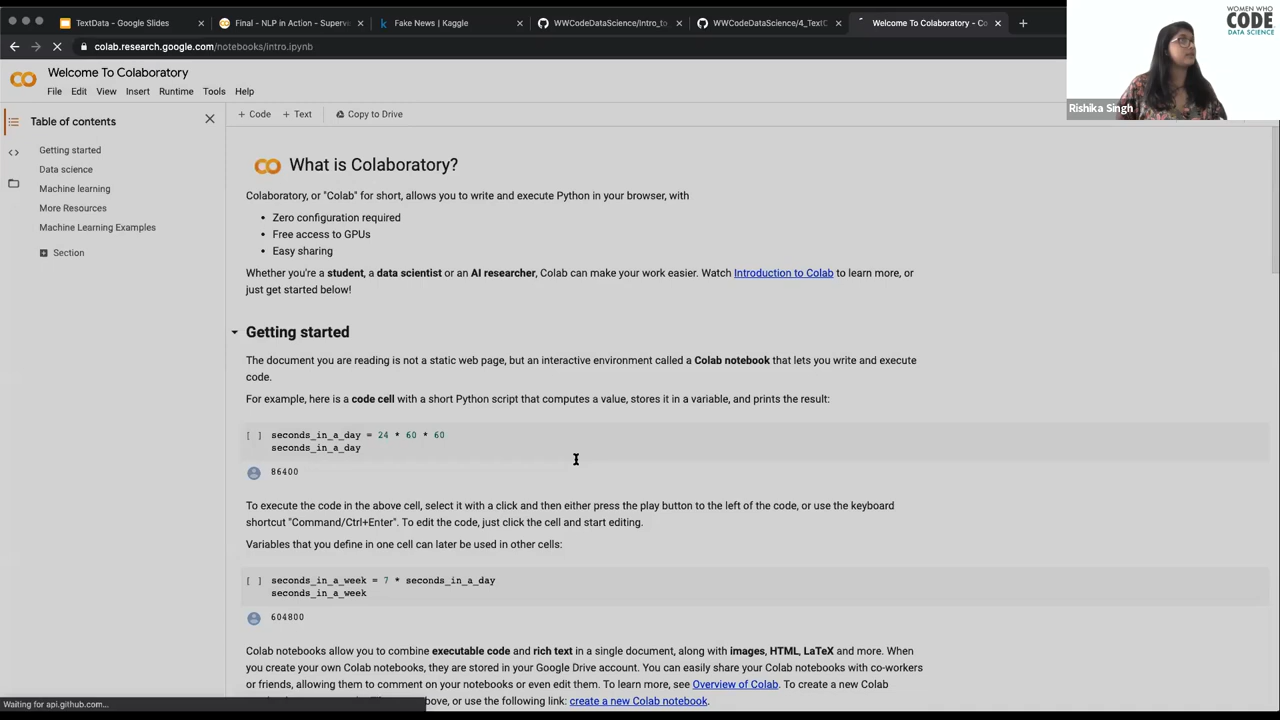 TextData - Google Slides
Final - NLP in Action - Supervi
Fake News | Kaggle
WWCodeDataScience/Intro_to
WWCodeDataScience/4_TextC
Welcome To Colaboratory - Co
colab.research.google.com/notebooks/intro.ipynb
WOMEN WHO
CODE
DATA SCIENCE
Rishika Singh
Welcome To Colaboratory
File Edit View Insert Runtime Tools Help
Table of contents
+ Code + Text Copy to Drive
Getting started
Data science
Machine learning
More Resources
Machine Learning Examples
Section
What is Colaboratory?
Colaboratory, or "Colab" for short, allows you to write and execute Python in your browser, with
• Zero configuration required
• Free access to GPUs
• Easy sharing
Whether you're a student, a data scientist or an AI researcher, Colab can make your work easier. Watch Introduction to Colab to learn more, or
just get started below!
Getting started
The document you are reading is not a static web page, but an interactive environment called a Colab notebook that lets you write and execute
code.
For example, here is a code cell with a short Python script that computes a value, stores it in a variable, and prints the result:
[ ] seconds_in_a_day = 24 * 60 * 60
seconds_in_a_day
86400
To execute the code in the above cell, select it with a click and then either press the play button to the left of the code, or use the keyboard
shortcut "Command/Ctrl+Enter". To edit the code, just click the cell and start editing.
Variables that you define in one cell can later be used in other cells:
[ ] seconds_in_a_week = 7 * seconds_in_a_day
seconds_in_a_week
604800
Colab notebooks allow you to combine executable code and rich text in a single document, along with images, HTML, LaTeX and more. When
you create your own Colab notebooks, they are stored in your Google Drive account. You can easily share your Colab notebooks with co-workers
or friends, allowing them to comment on your notebooks or even edit them. To learn more, see Overview of Colab. To create a new Colab
above, or use the following link: create a new Colab notebook.
Waiting for api.github.com...